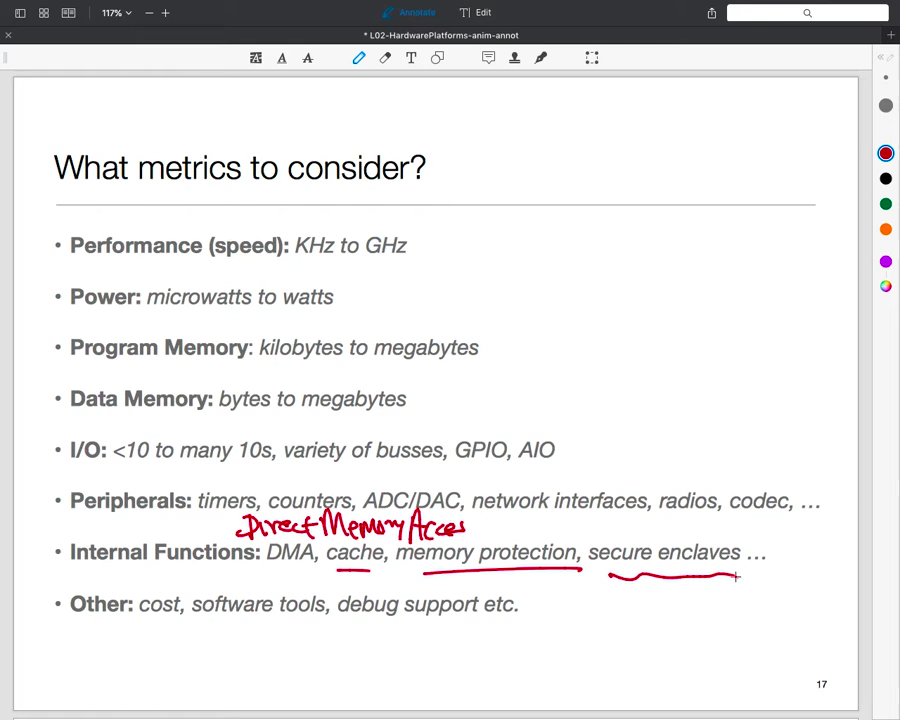 117%
Annotate
Edit
* L02-HardwarePlatforms-anim-annot
What metrics to consider?
• Performance (speed): KHz to GHz
• Power: microwatts to watts
• Program Memory: kilobytes to megabytes
• Data Memory: bytes to megabytes
• I/O: <10 to many 10s, variety of busses, GPIO, AIO
• Peripherals: timers, counters, ADC/DAC, network interfaces, radios, codec, …
Direct Memory Acces
• Internal Functions: DMA, cache, memory protection, secure enclaves …
• Other: cost, software tools, debug support etc.
17